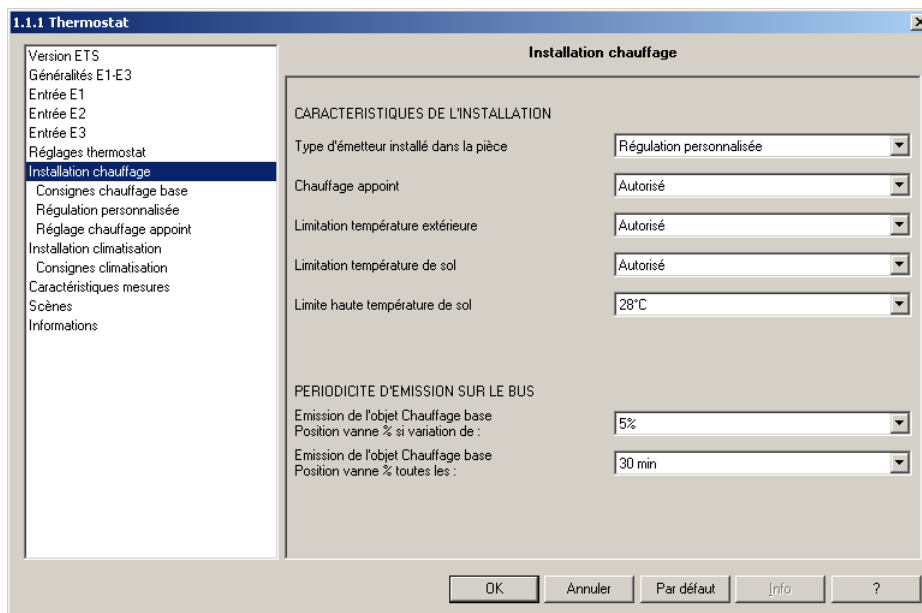 1.1.1 Thermostat
Version ETS
Généralités E1-E3
Entrée E1
Entrée E2
Entrée E3
Réglages thermostat
Installation chauffage
Consignes chauffage base
Régulation personnalisée
Réglage chauffage appoint
Installation climatisation
Consignes climatisation
Caractéristiques mesures
Scènes
Informations
Installation chauffage
CARACTERISTIQUES DE L'INSTALLATION
Type d'émetteur installé dans la pièce
Régulation personnalisée
Chauffage appoint
Autorisé
Limitation température extérieure
Autorisé
Limitation température de sol
Autorisé
Limite haute température de sol
28°C
PERIODICITE D'EMISSION SUR LE BUS
Emission de l'objet Chauffage base
Position vanne % si variation de :
5%
Emission de l'objet Chauffage base
Position vanne % toutes les :
30 min
OK
Annuler
Par défaut
Info
?